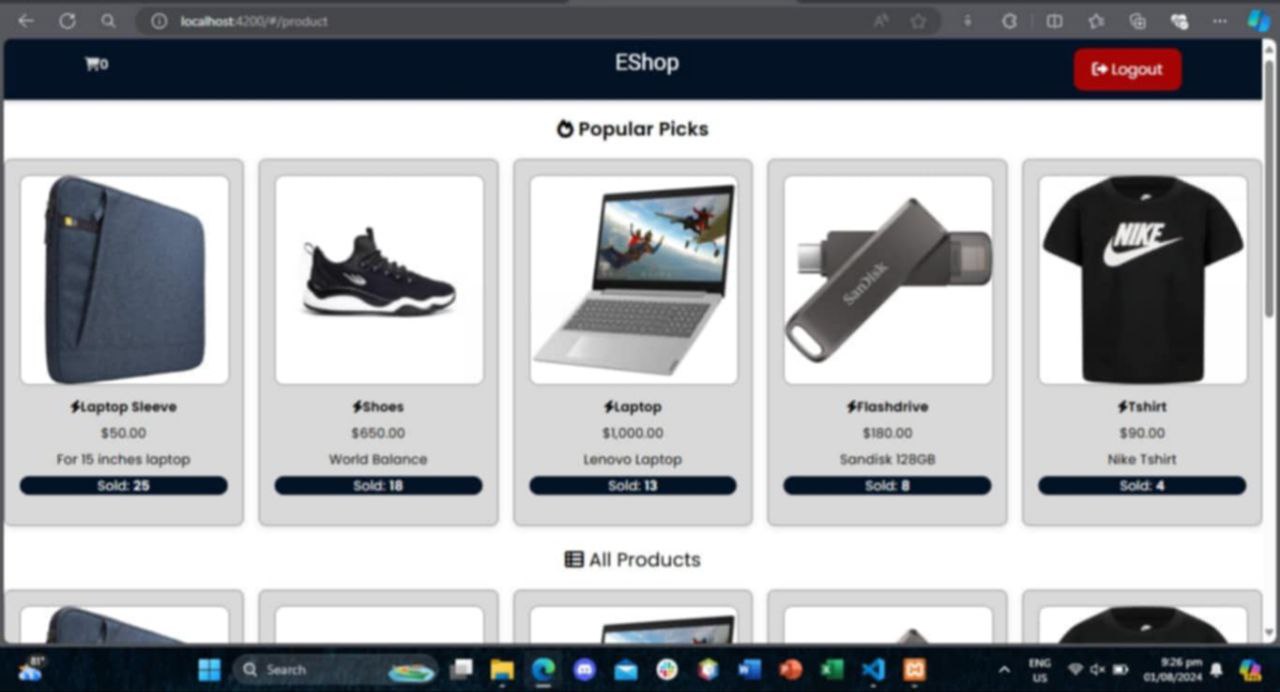 localhost:4200/#/product
0
EShop
Logout
Popular Picks
NIKE
SanDisk
Laptop Sleeve
Shoes
Laptop
Flashdrive
Tshirt
$50.00
$650.00
$1,000.00
$180.00
$90.00
For 15 inches laptop
World Balance
Lenovo Laptop
Sandisk 128GB
Nike Tshirt
Sold: 25
Sold: 18
Sold: 13
Sold: 8
Sold: 4
All Products
81°
Search
ENG
US
9:26 pm
01/08/2024